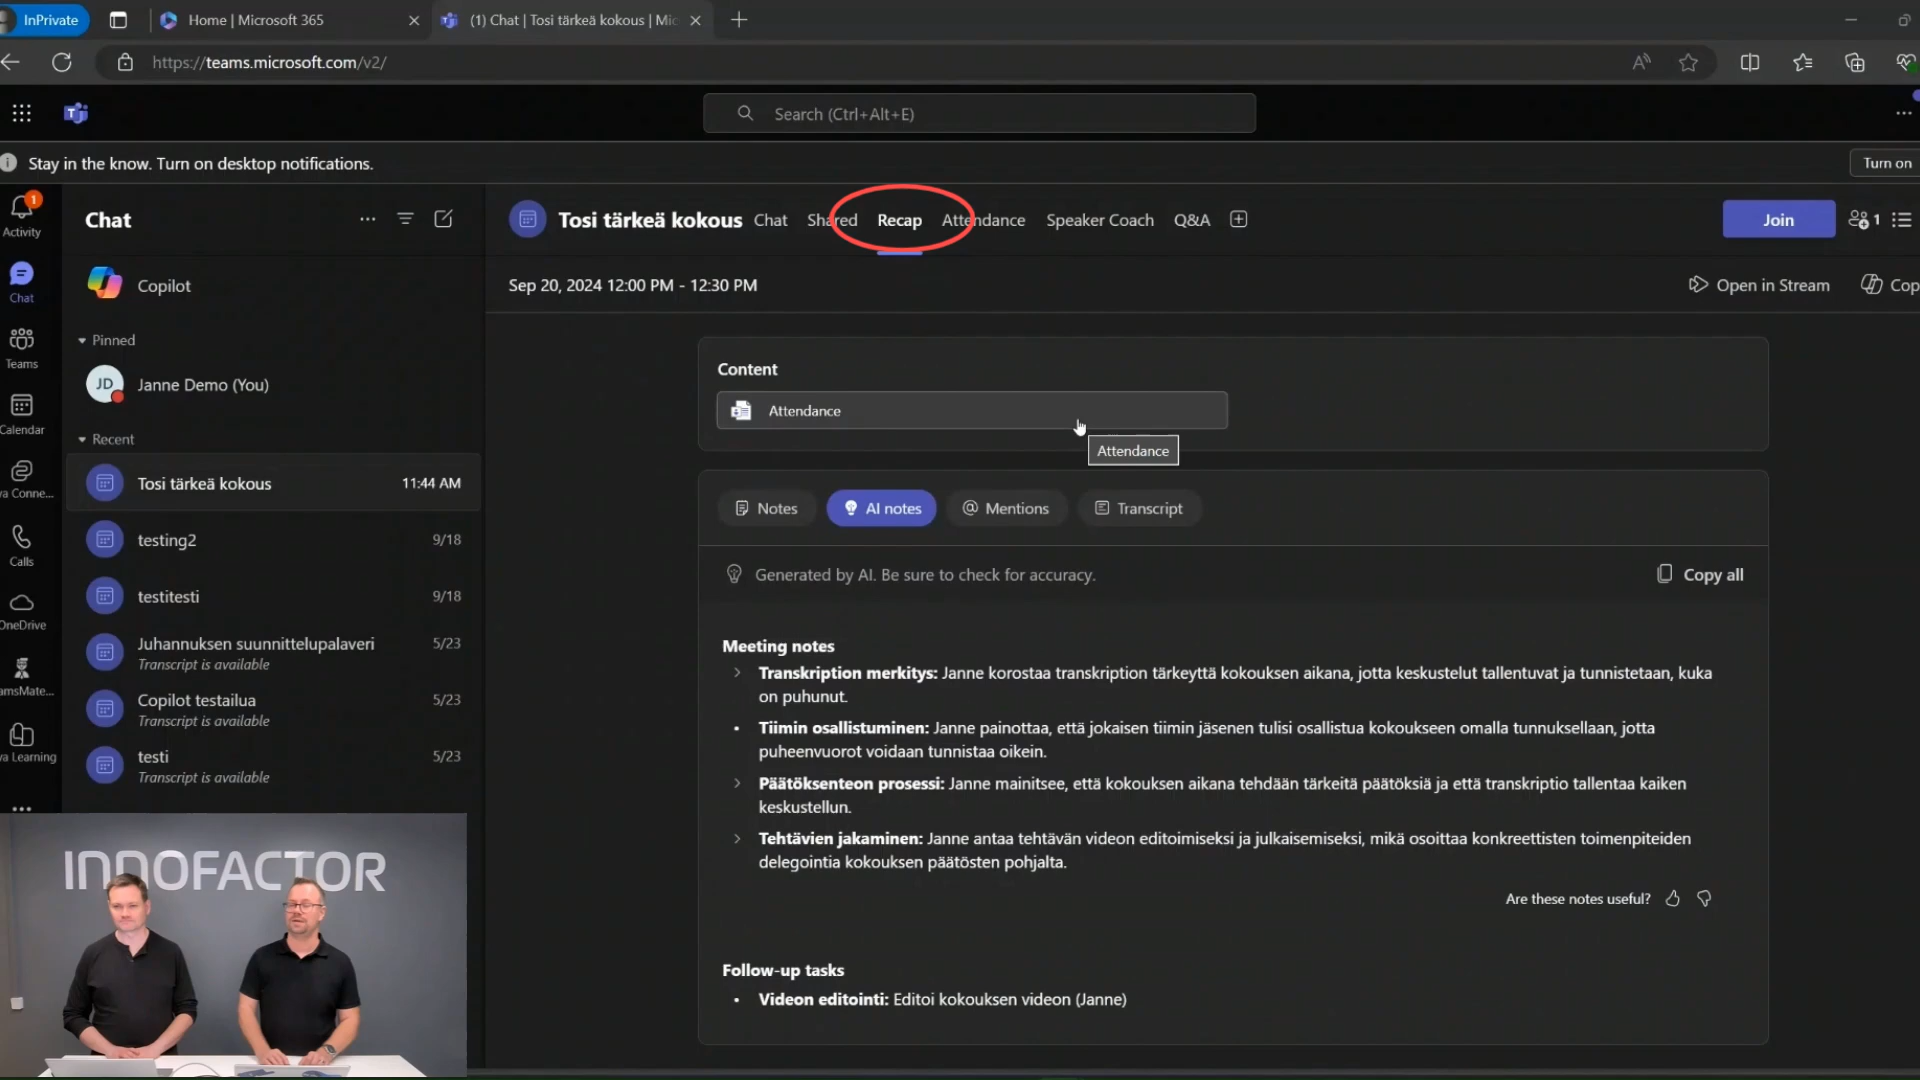 InPrivate
Home | Microsoft 365
(1) Chat | Tosi tärkeä kokous | Mic
https://teams.microsoft.com/v2/
Search (Ctrl+Alt+E)
Stay in the know. Turn on desktop notifications.
Turn on
1
Activity
Chat
Teams
Calendar
va Conne...
Calls
OneDrive
amsMate...
va Learning
Chat
Copilot
Pinned
JD
Janne Demo (You)
Recent
Tosi tärkeä kokous
11:44 AM
testing2
9/18
testitesti
9/18
Juhannuksen suunnittelupalaveri
5/23
Transcript is available
Copilot testailua
5/23
Transcript is available
testi
5/23
Transcript is available
INNOFACTOR
Tosi tärkeä kokous
Chat
Shared
Recap
Attendance
Speaker Coach
Q&A
Join
1
Sep 20, 2024 12:00 PM - 12:30 PM
Open in Stream
Cop
Content
Attendance
Attendance
Notes
AI notes
Mentions
Transcript
Generated by AI. Be sure to check for accuracy.
Copy all
Meeting notes
Transkription merkitys: Janne korostaa transkription tärkeyttä kokouksen aikana, jotta keskustelut tallentuvat ja tunnistetaan, kuka
on puhunut.
Tiimin osallistuminen: Janne painottaa, että jokaisen tiimin jäsenen tulisi osallistua kokoukseen omalla tunnuksellaan, jotta
puheenvuorot voidaan tunnistaa oikein.
Päätöksenteon prosessi: Janne mainitsee, että kokouksen aikana tehdään tärkeitä päätöksiä ja että transkriptio tallentaa kaiken
keskustellun.
Tehtävien jakaminen: Janne antaa tehtävän videon editoimiseksi ja julkaisemiseksi, mikä osoittaa konkreettisten toimenpiteiden
delegointia kokouksen päätösten pohjalta.
Are these notes useful?
Follow-up tasks
Videon editointi: Editoi kokouksen videon (Janne)